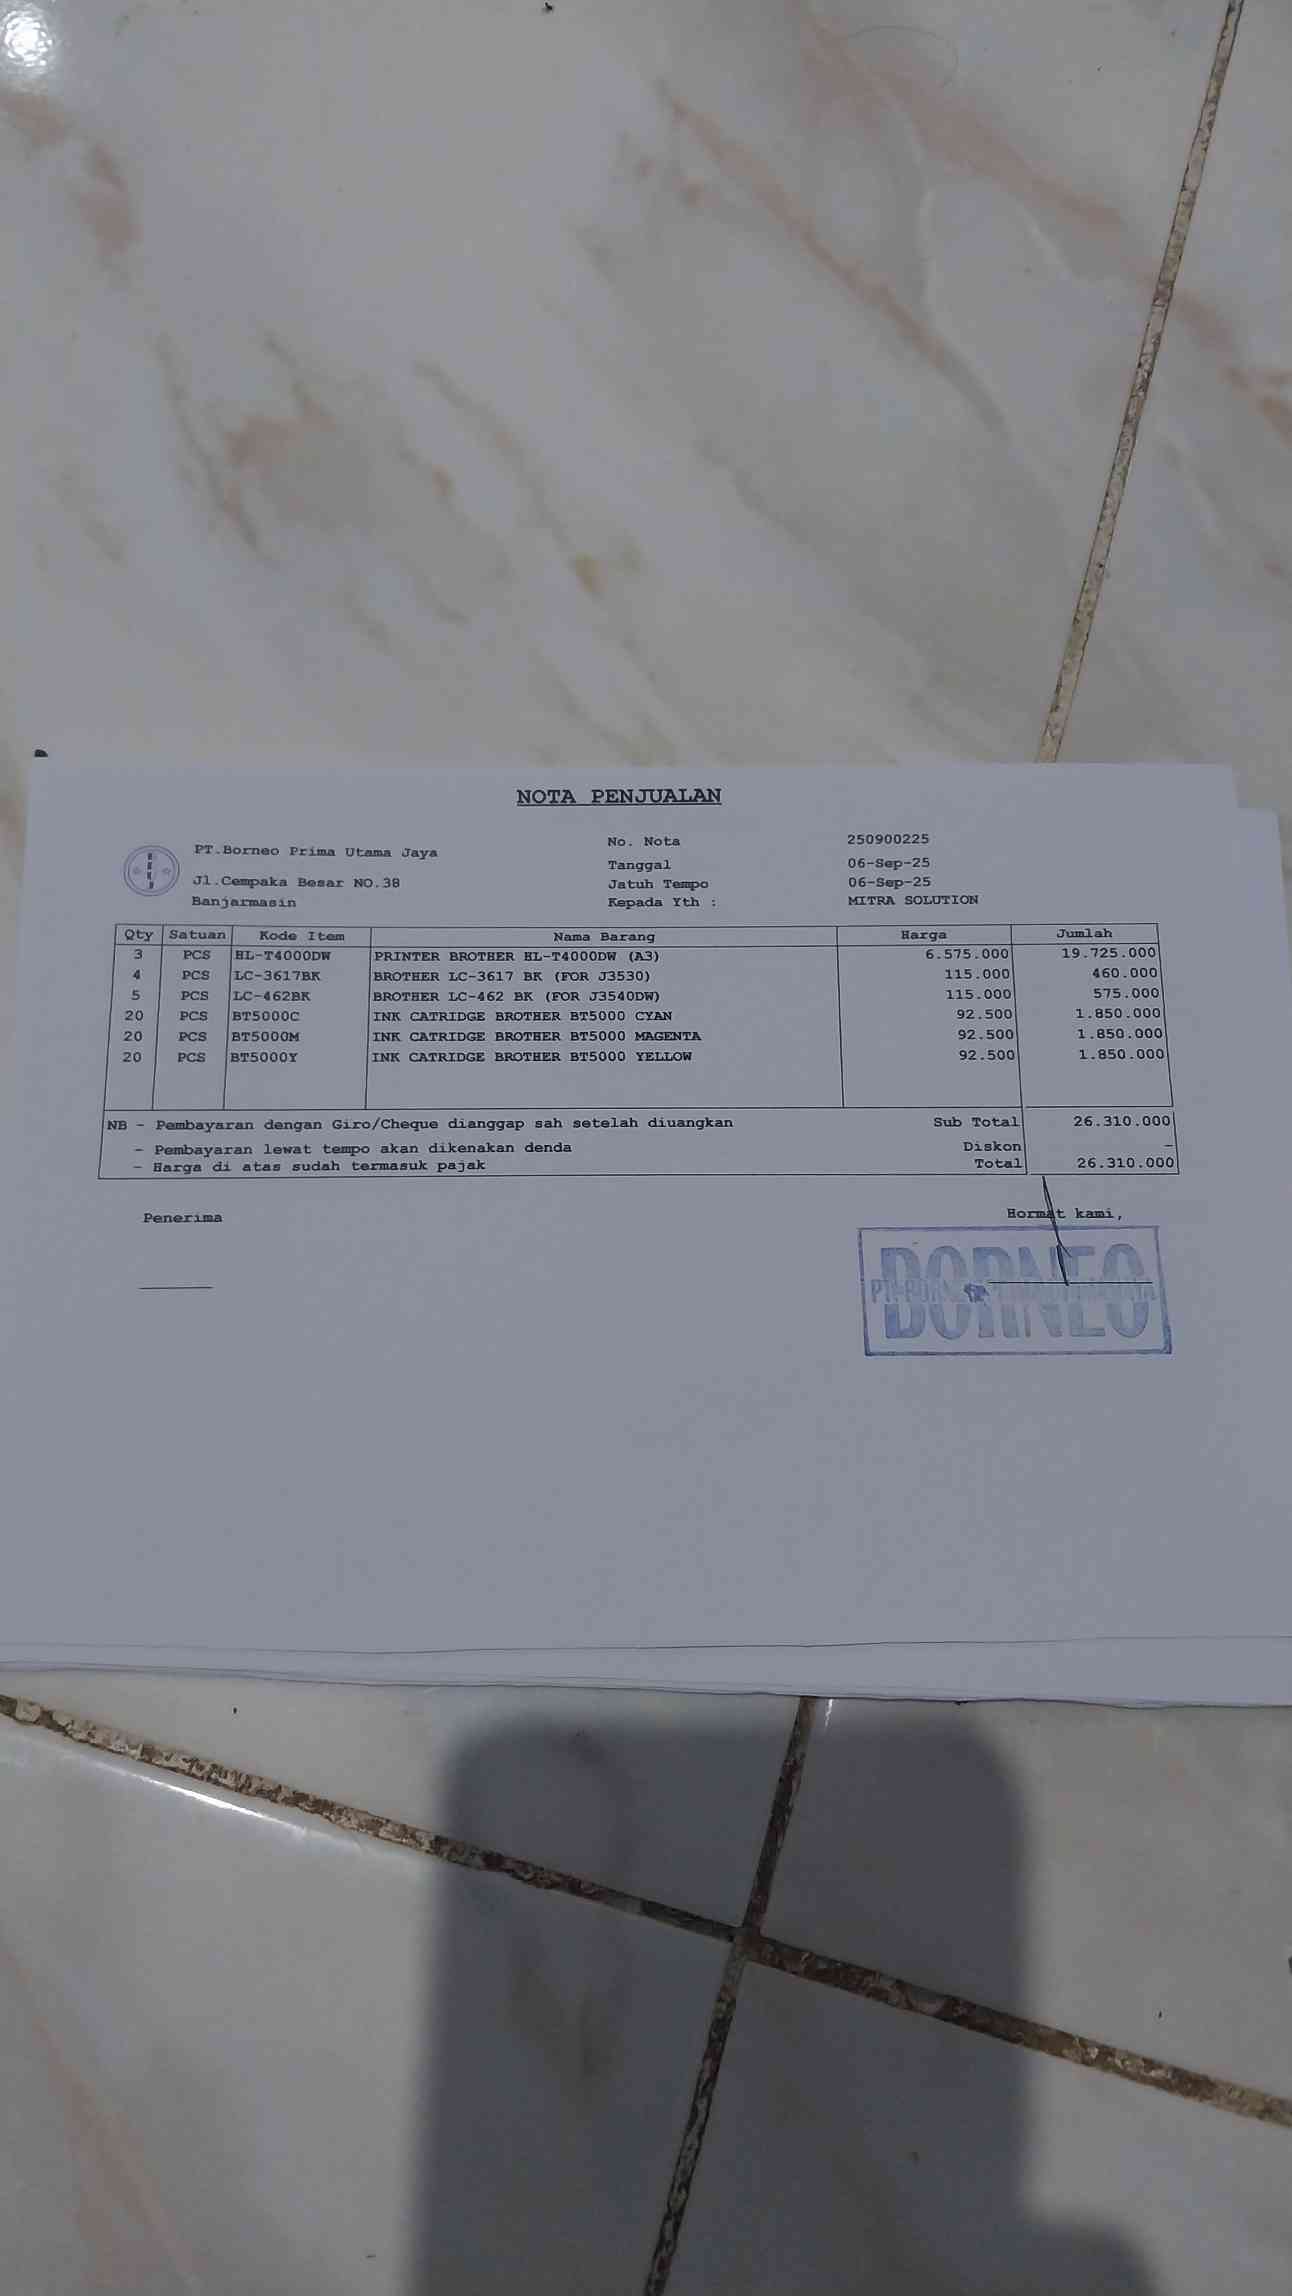 NOTA PENJUALAN
PT.Borneo Prima Utama Jaya
Jl.Cempaka Besar NO.38
Banjarmasin
No. Nota 250900225
Tanggal 06-Sep-25
Jatuh Tempo 06-Sep-25
Kepada Yth : MITRA SOLUTION
Qty Satuan Kode Item Nama Barang Harga Jumlah
3 PCS HL-T4000DW PRINTER BROTHER HL-T4000DW (A3) 6.575.000 19.725.000
4 PCS LC-3617BK BROTHER LC-3617 BK (FOR J3530) 115.000 460.000
5 PCS LC-462BK BROTHER LC-462 BK (FOR J3540DW) 115.000 575.000
20 PCS BT5000C INK CATRIDGE BROTHER BT5000 CYAN 92.500 1.850.000
20 PCS BT5000M INK CATRIDGE BROTHER BT5000 MAGENTA 92.500 1.850.000
20 PCS BT5000Y INK CATRIDGE BROTHER BT5000 YELLOW 92.500 1.850.000
NB - Pembayaran dengan Giro/Cheque dianggap sah setelah diuangkan Sub Total 26.310.000
- Pembayaran lewat tempo akan dikenakan denda Diskon -
- Harga di atas sudah termasuk pajak Total 26.310.000
Penerima Hormat kami,
BORNEO